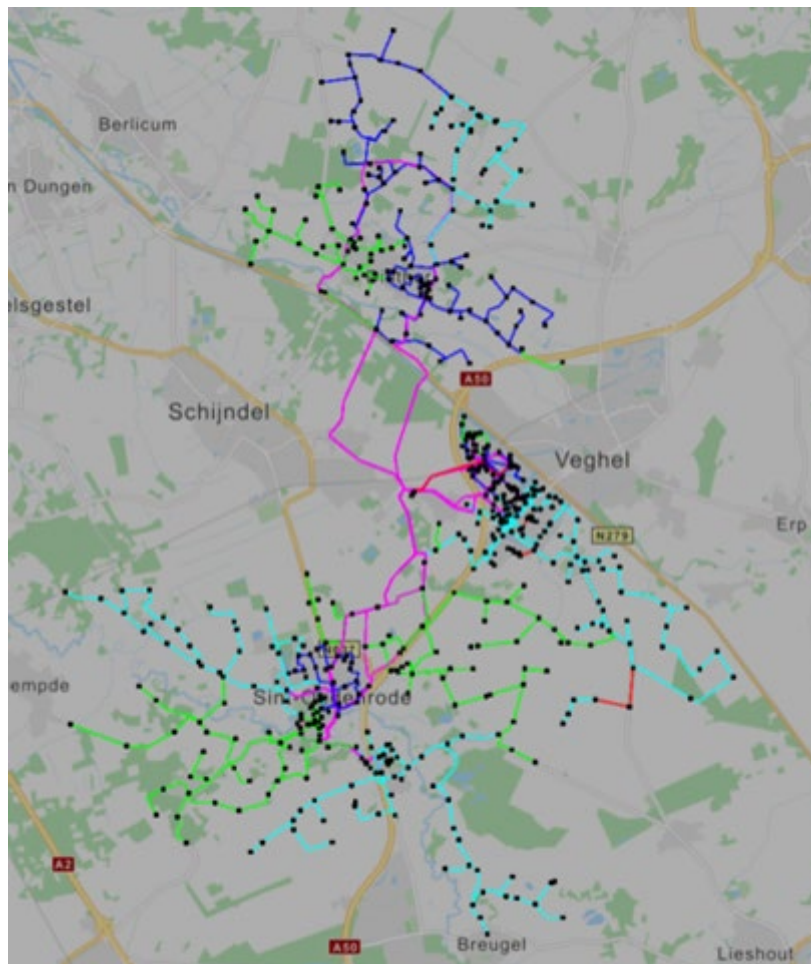 Berlicum
n Dungen
elsgestel
A50
Schijndel
Veghel
N279
Erp
empde
A2
A50
Breugel
Lieshout